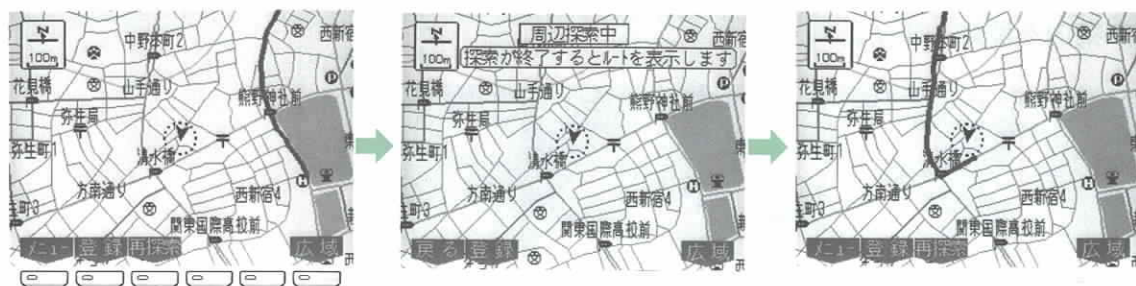 100m
中野本町2
西新宿
花見橋
山手通り
熊野神社前
弥生局
弥生町1
清水橋
方南通り
西新宿4
生町3
関東国際高校前
メニュー 登録 再探索 広域
周辺探索中
探索が終了するとルートを表示します
100m
花見橋
山手通り
熊野神社前
弥生局
弥生町1
清水橋
方南通り
西新宿4
生町3
関東国際高校前
戻る 登録 広域
100m
中野本町2
西新宿
花見橋
山手通り
熊野神社前
弥生局
弥生町1
清水橋
方南通り
西新宿4
生町3
関東国際高校前
メニュー 登録 再探索 広域